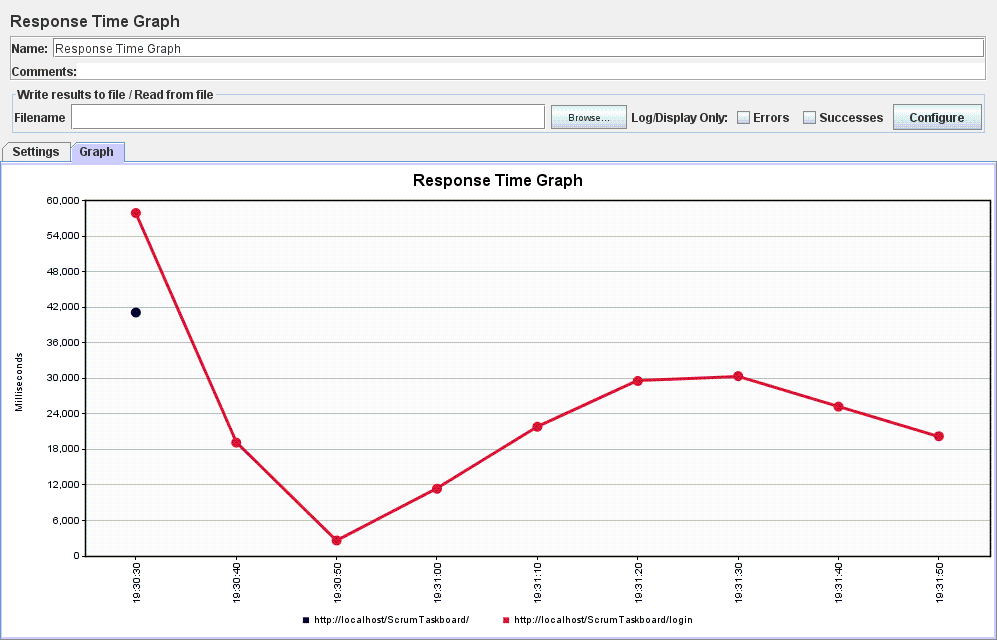 Response Time Graph
Name: Response Time Graph
Comments:
Write results to file / Read from file
Filename Browse... Log/Display Only: Errors Successes Configure
Settings Graph
Response Time Graph
60,000
54,000
48,000
42,000
36,000
30,000
24,000
18,000
12,000
6,000
0
Milliseconds
19:30:30 19:30:40 19:30:50 19:31:00 19:31:10 19:31:20 19:31:30 19:31:40 19:31:50
http://localhost/ScrumTaskboard/ http://localhost/ScrumTaskboard/login